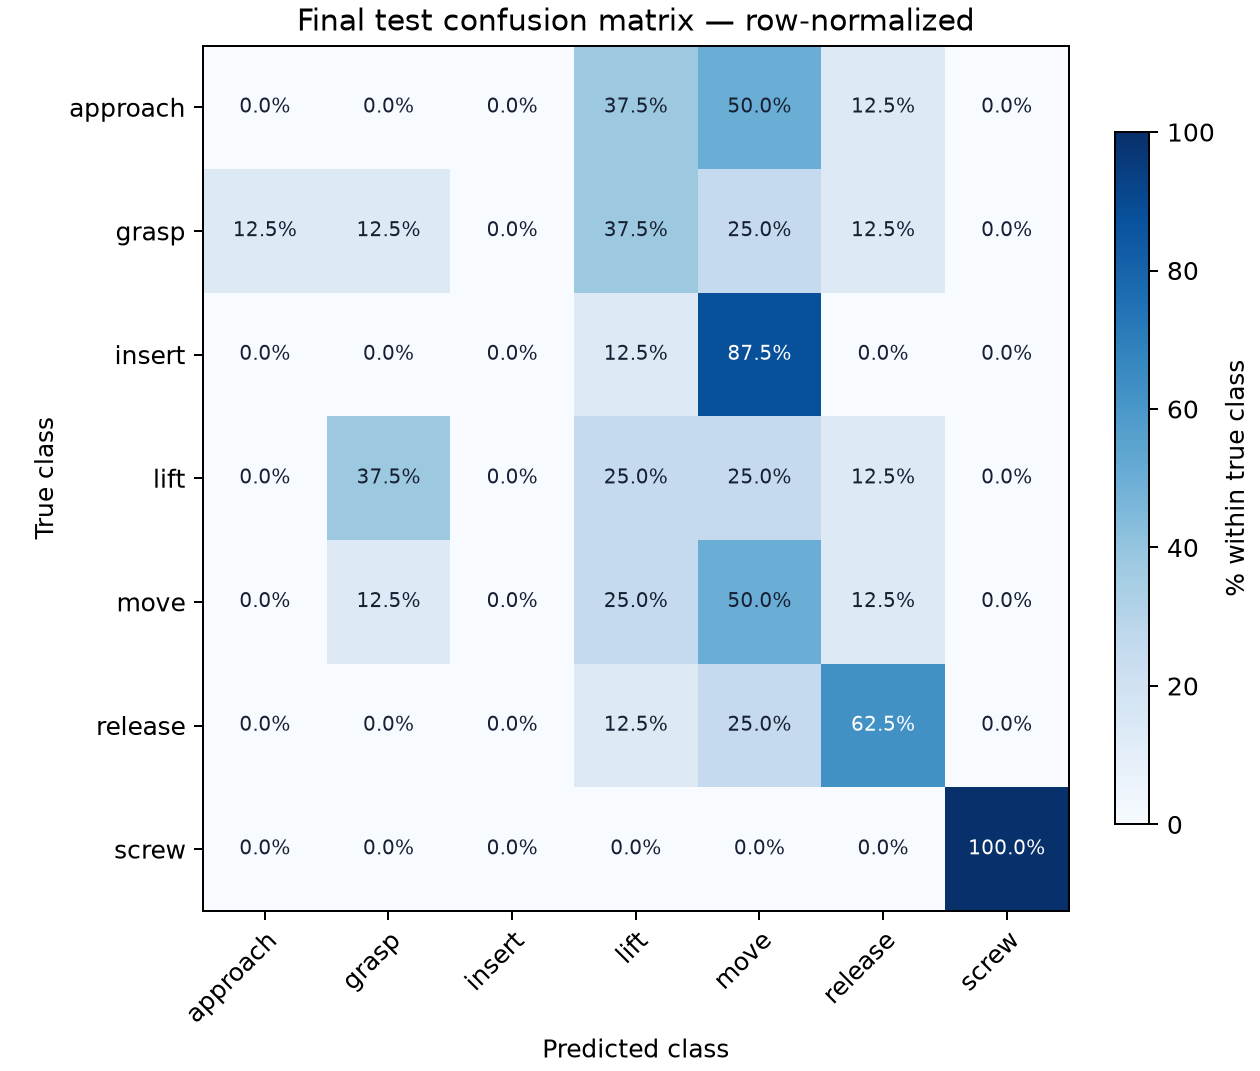 Final test confusion matrix — row-normalized
approach 0.0% 0.0% 0.0% 37.5% 50.0% 12.5% 0.0%
grasp 12.5% 12.5% 0.0% 37.5% 25.0% 12.5% 0.0%
insert 0.0% 0.0% 0.0% 12.5% 87.5% 0.0% 0.0%
lift 0.0% 37.5% 0.0% 25.0% 25.0% 12.5% 0.0%
move 0.0% 12.5% 0.0% 25.0% 50.0% 12.5% 0.0%
release 0.0% 0.0% 0.0% 12.5% 25.0% 62.5% 0.0%
screw 0.0% 0.0% 0.0% 0.0% 0.0% 0.0% 100.0%
approach grasp insert lift move release screw
Predicted class
True class
100
80
60
40
20
0
% within true class